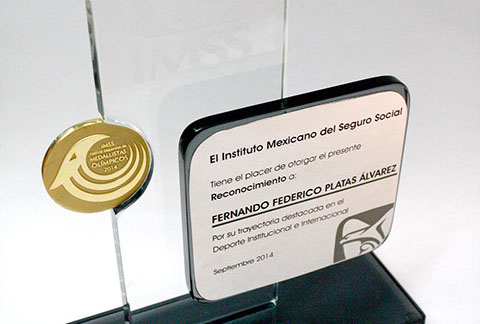 IMSS
IMSS
MEDALLISTAS
OLÍMPICOS
2014
El Instituto Mexicano del Seguro Social
Tiene el placer de otorgar el presente
Reconocimiento a:
FERNANDO FEDERICO PLATAS ÁLVAREZ
Por su trayectoria destacada en el
Deporte Institucional e Internacional
Septiembre 2014